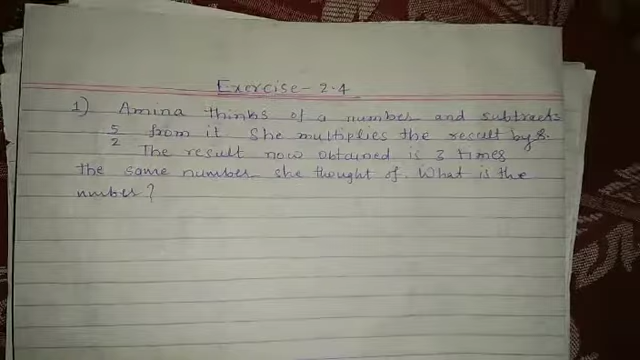 Exercise - 2.4
1) Amina thinks of a number and subtracts
5/2 from it. She multiplies the result by 8.
The result now obtained is 3 times
the same number she thought of. What is the
number?